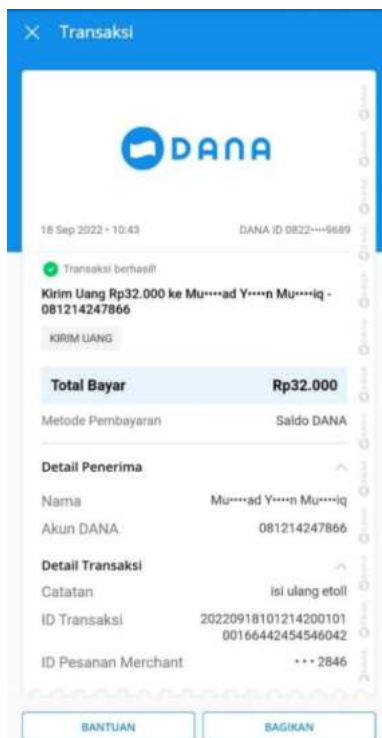 Transaksi
DANA
18 Sep 2022 • 10:43 DANA ID 0822••••9689
Transaksi berhasil!
Kirim Uang Rp32.000 ke Mu••••ad Y••••n Mu••••iq -
081214247866
KIRIM UANG
Total Bayar Rp32.000
Metode Pembayaran Saldo DANA
Detail Penerima
Nama Mu••••ad Y••••n Mu••••iq
Akun DANA 081214247866
Detail Transaksi
Catatan isi ulang etoll
ID Transaksi 20220918101214200101
00166442454546042
ID Pesanan Merchant ••• 2846
BANTUAN BAGIKAN